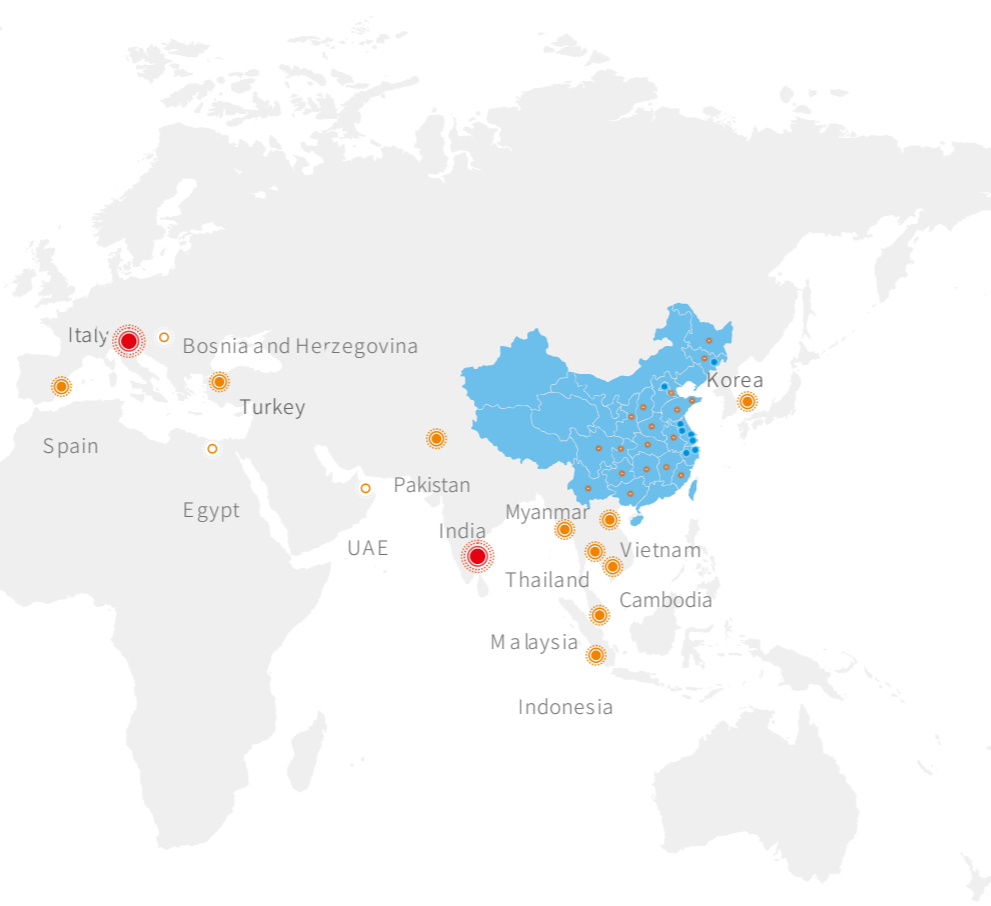 Italy
Bosnia and Herzegovina
Korea
Turkey
Spain
Pakistan
Egypt
Myanmar
India
UAE
Vietnam
Thailand
Cambodia
Malaysia
Indonesia